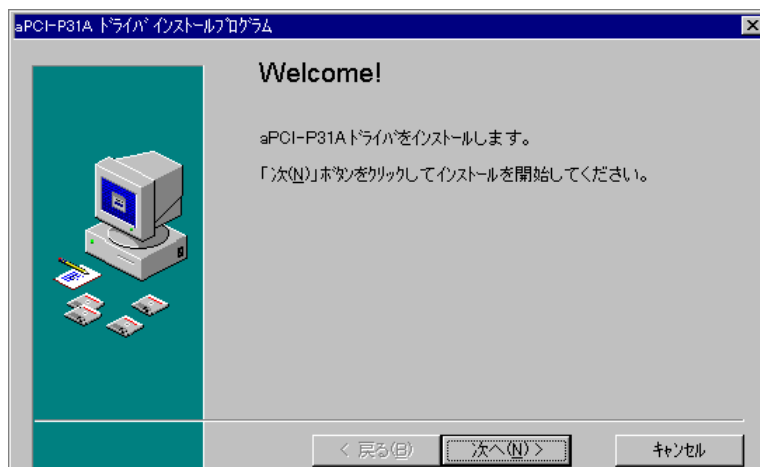 aPCI-P31A ﾄﾞﾗｲﾊﾞ ｲﾝｽﾄｰﾙﾌﾟﾛｸﾞﾗﾑ
Welcome!
aPCI-P31Aﾄﾞﾗｲﾊﾞをｲﾝｽﾄｰﾙします。
「次(N)」ﾎﾞﾀﾝをｸﾘｯｸしてｲﾝｽﾄｰﾙを開始してください。
< 戻る(B) 次へ(N) > ｷｬﾝｾﾙ